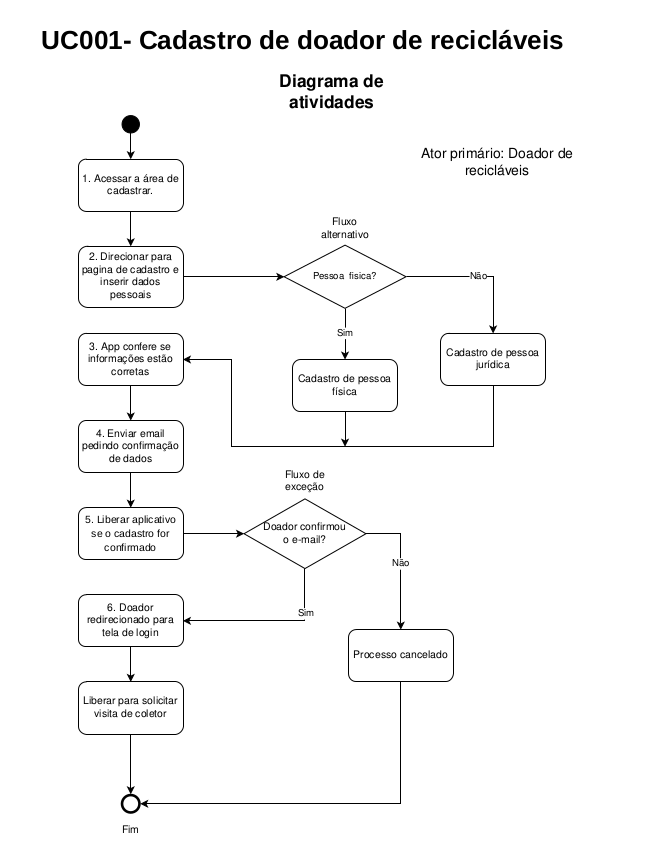 UC001- Cadastro de doador de recicláveis
Diagrama de
atividades
Ator primário: Doador de
recicláveis
1. Acessar a área de
cadastrar.
Fluxo
alternativo
2. Direcionar para
pagina de cadastro e
inserir dados
pessoais
Pessoa fisica?
Não
Sim
3. App confere se
informações estão
corretas
Cadastro de pessoa
física
Cadastro de pessoa
jurídica
4. Enviar email
pedindo confirmação
de dados
Fluxo de
exceção
5. Liberar aplicativo
se o cadastro for
confirmado
Doador confirmou
o e-mail?
Não
Sim
6. Doador
redirecionado para
tela de login
Processo cancelado
Liberar para solicitar
visita de coletor
Fim